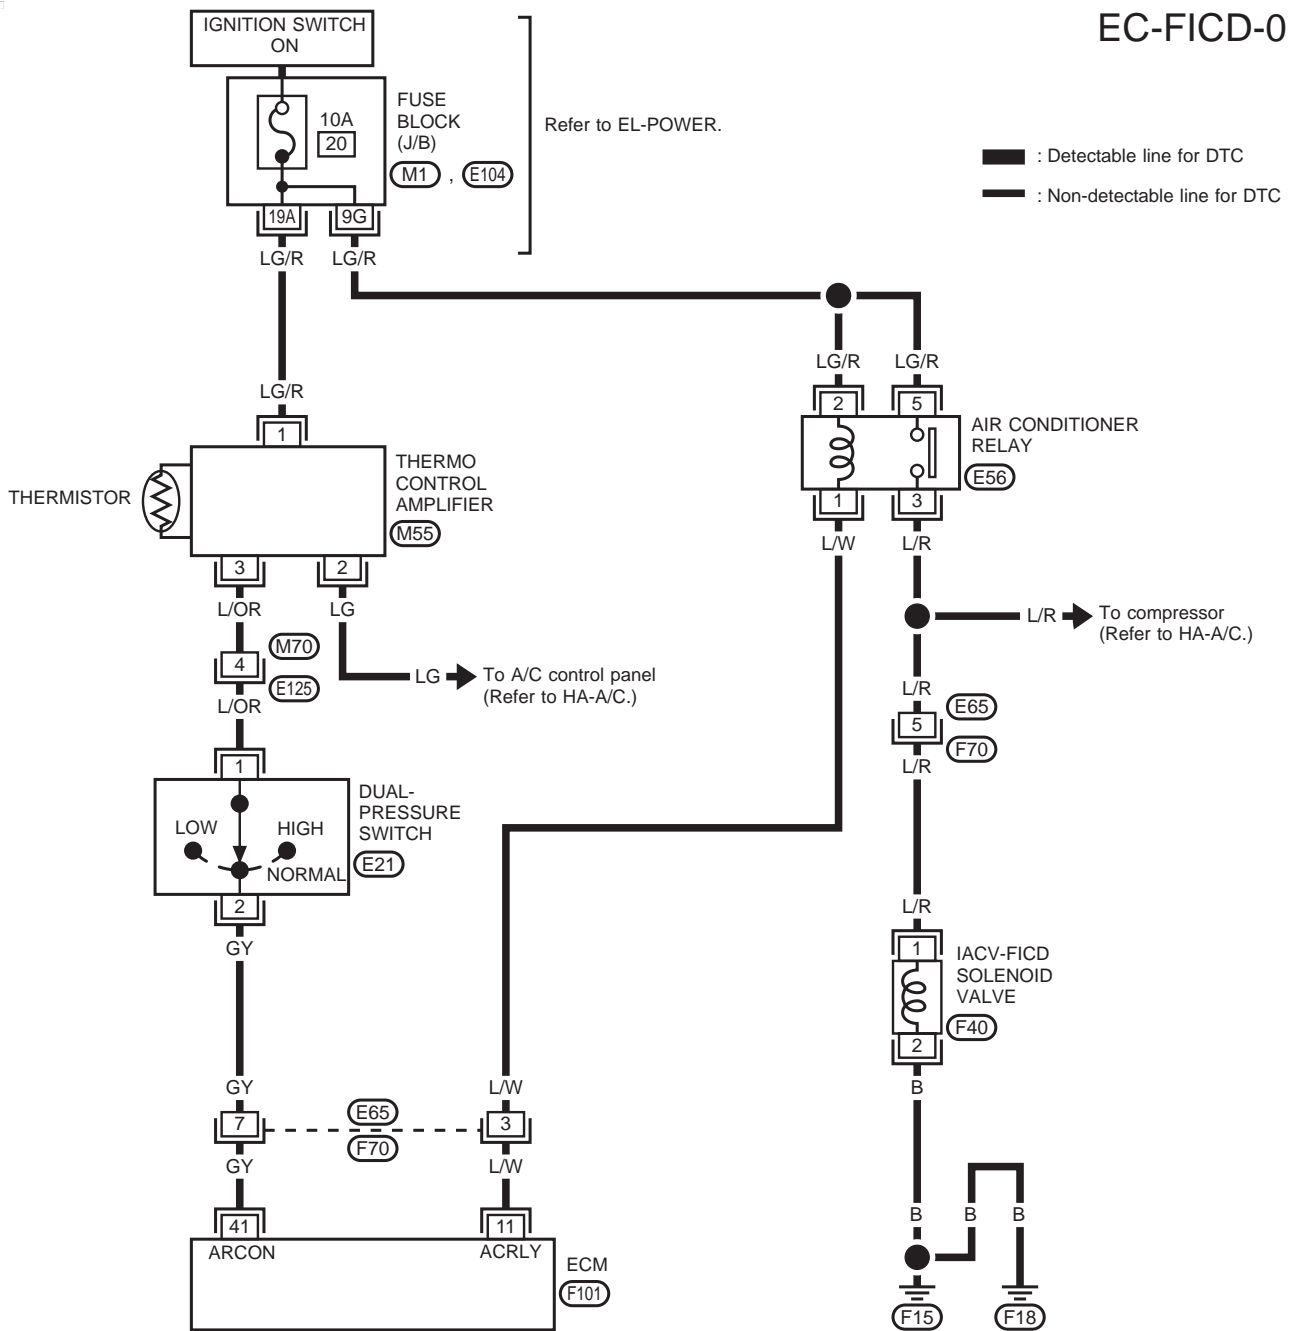 EC-FICD-0
IGNITION SWITCH
ON
10A
20
FUSE
BLOCK
(J/B)
M1 , E104
Refer to EL-POWER.
: Detectable line for DTC
: Non-detectable line for DTC
19A 9G
LG/R LG/R
LG/R
1
THERMISTOR
THERMO
CONTROL
AMPLIFIER
M55
3 2
L/OR LG
M70
4
E125
L/OR
LG
To A/C control panel
(Refer to HA-A/C.)
1
LOW HIGH
NORMAL
DUAL-
PRESSURE
SWITCH
E21
2
GY
GY
7
GY
E65
F70
L/W
3
L/W
41 11
ARCON ACRLY
ECM
F101
LG/R LG/R
2 5
AIR CONDITIONER
RELAY
E56
1 3
L/W L/R
L/R
To compressor
(Refer to HA-A/C.)
L/R
E65
5
F70
L/R
L/R
1
IACV-FICD
SOLENOID
VALVE
F40
2
B
B B B
F15 F18